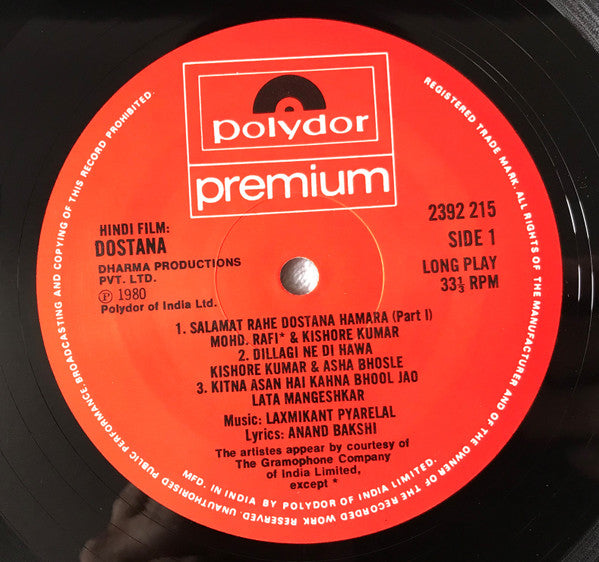 polydor
premium
HINDI FILM:
DOSTANA
DHARMA PRODUCTIONS
PVT. LTD.
℗ 1980
Polydor of India Ltd.
2392 215
SIDE 1
LONG PLAY
33⅓ RPM
1. SALAMAT RAHE DOSTANA HAMARA (Part I)
MOHD. RAFI* & KISHORE KUMAR
2. DILLAGI NE DI HAWA
KISHORE KUMAR & ASHA BHOSLE
3. KITNA ASAN HAI KAHNA BHOOL JAO
LATA MANGESHKAR
Music: LAXMIKANT PYARELAL
Lyrics: ANAND BAKSHI
The artistes appear by courtesy of
The Gramophone Company
of India Limited,
except *
MFD. IN INDIA BY POLYDOR OF INDIA LIMITED.
REGISTERED TRADE MARK. ALL RIGHTS OF THE MANUFACTURER AND OF THE OWNER OF THE RECORDED WORK RESERVED. UNAUTHORISED PUBLIC PERFORMANCE, BROADCASTING AND COPYING OF THIS RECORD PROHIBITED.